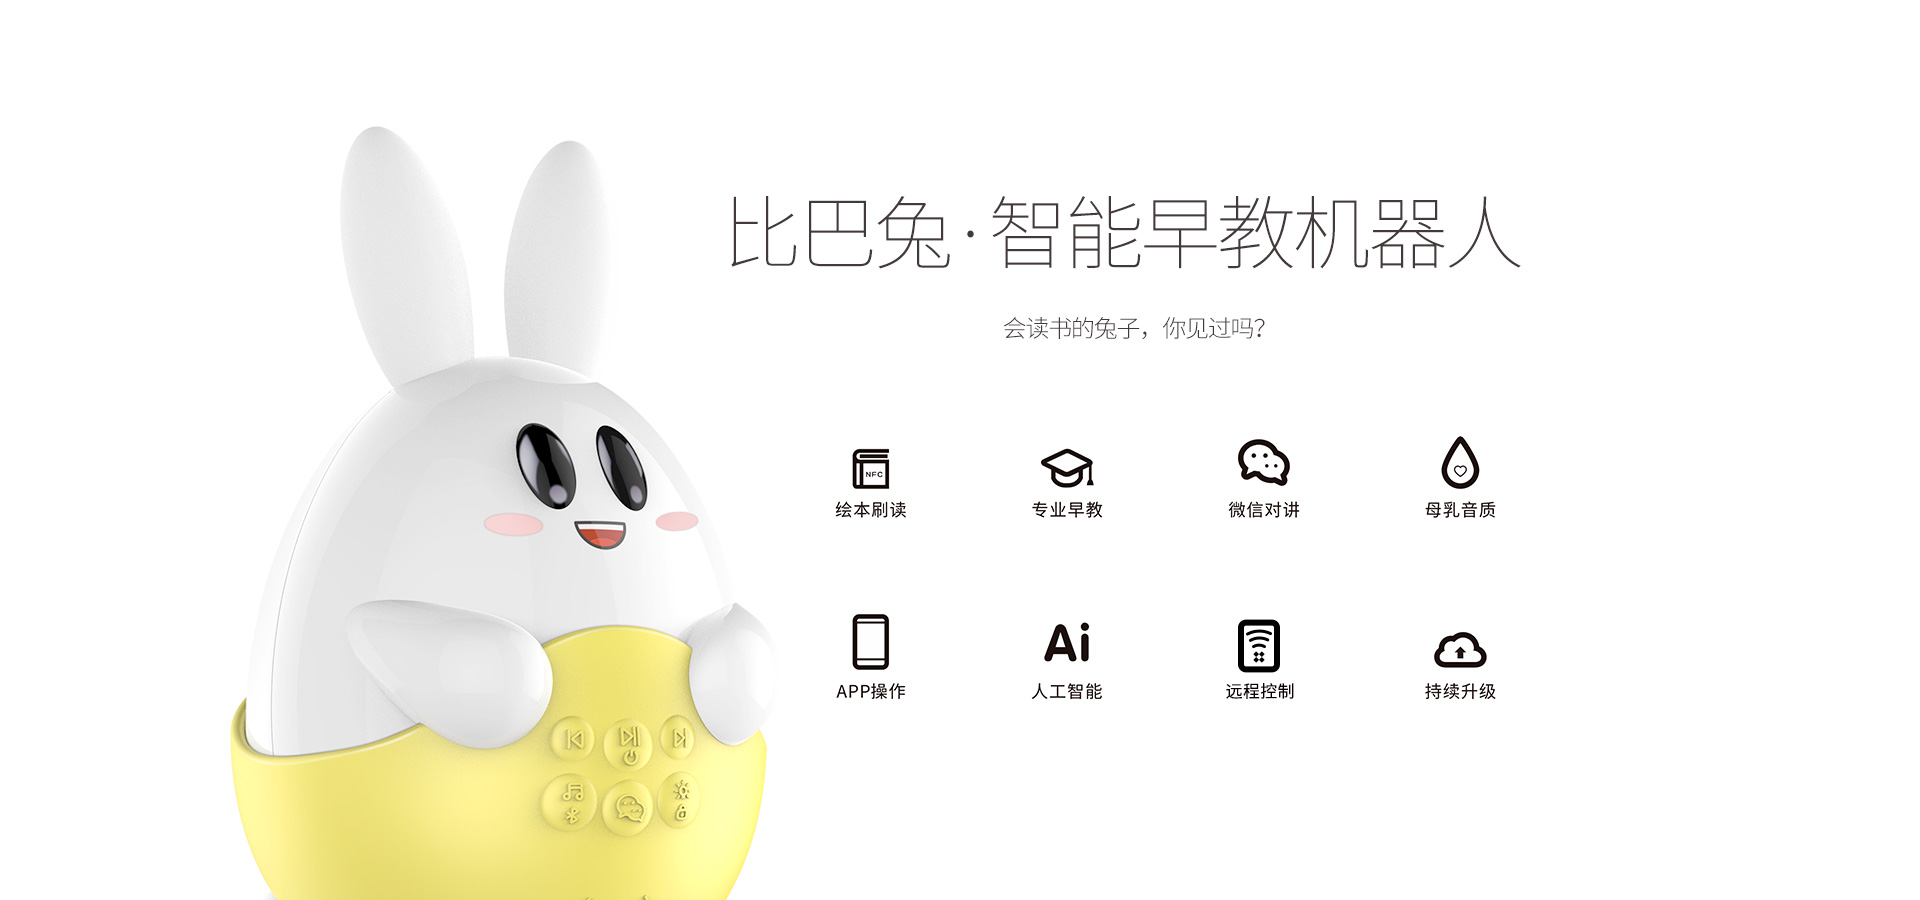 比巴兔·智能早教机器人
会读书的兔子，你见过吗？
NFC
绘本刷读 专业早教 微信对讲 母乳音质
Ai
APP操作 人工智能 远程控制 持续升级